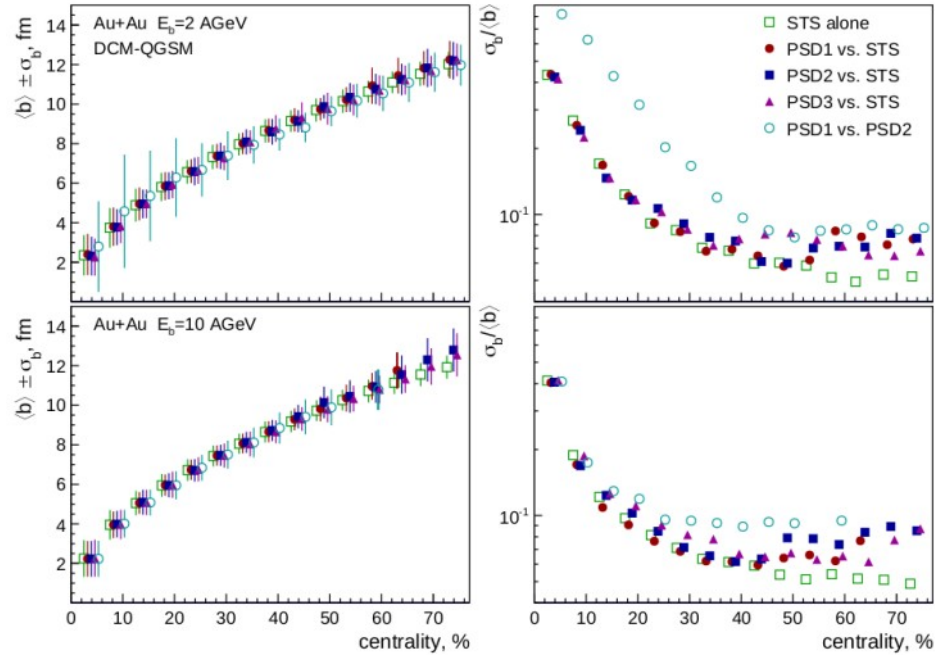 ⟨b⟩ ± σ_b, fm
14
12
10
8
6
4
2
Au+Au E_b=2 AGeV
DCM-QGSM
σ_b/⟨b⟩
10⁻¹
STS alone
PSD1 vs. STS
PSD2 vs. STS
PSD3 vs. STS
PSD1 vs. PSD2
⟨b⟩ ± σ_b, fm
14
12
10
8
6
4
2
Au+Au E_b=10 AGeV
0 10 20 30 40 50 60 70
centrality, %
σ_b/⟨b⟩
10⁻¹
0 10 20 30 40 50 60 70
centrality, %